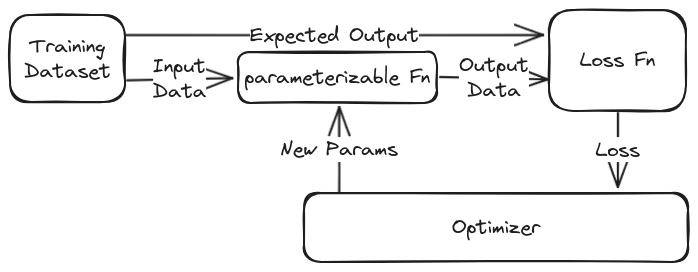 Expected Output
Training
Dataset
Input
Data
parameterizable Fn
Output
Data
Loss Fn
New Params
Loss
Optimizer